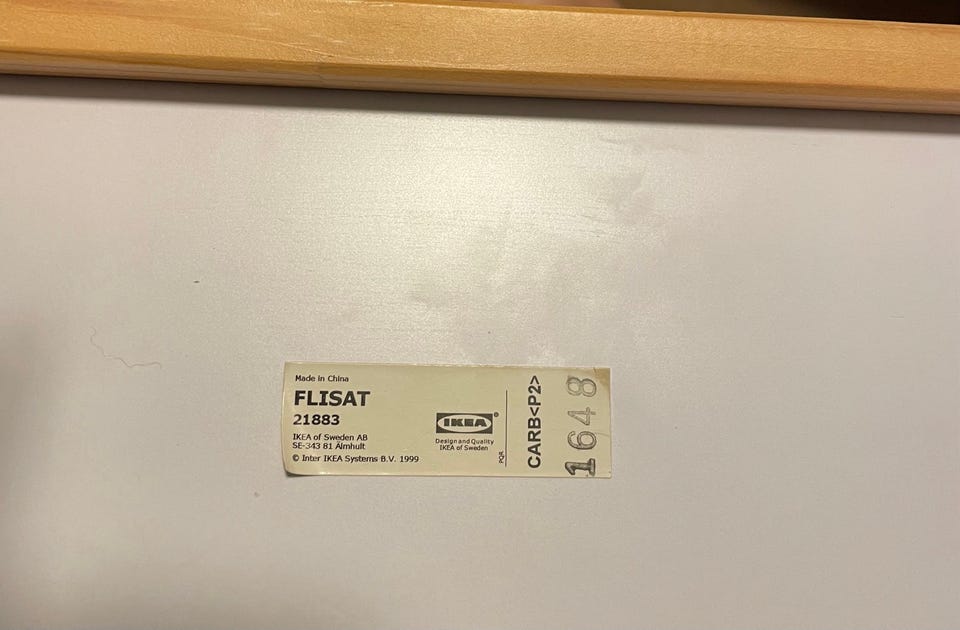 Made in China
FLISAT
21883
IKEA of Sweden AB
SE-343 81 Älmhult
© Inter IKEA Systems B.V. 1999
IKEA®
Design and Quality
IKEA of Sweden
PQR
CARB<P2>
1648